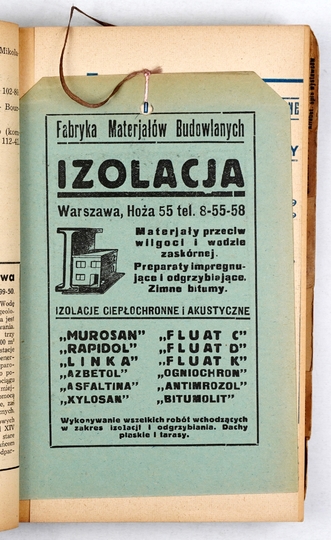 Fabryka Materjałów Budowlanych
IZOLACJA
Warszawa, Hoża 55 tel. 8-55-58
Materjały przeciw
wilgoci i wodzie
zaskórnej.
Preparaty impregnu-
jące i odgrzybiające.
Zimne bitumy.
IZOLACJE CIEPŁOCHRONNE I AKUSTYCZNE
„MUROSAN” „FLUAT C”
„RAPIDOL” „FLUAT D”
„LINKA” „FLUAT K”
„AZBETOL” „OGNIOCHRON”
„ASFALTINA” „ANTIMROZOL”
„XYLOSAN” „BITUMOLIT”
Wykonywanie wszelkich robót wchodzących
w zakres izolacji i odgrzybiania. Dachy
płaskie i tarasy.